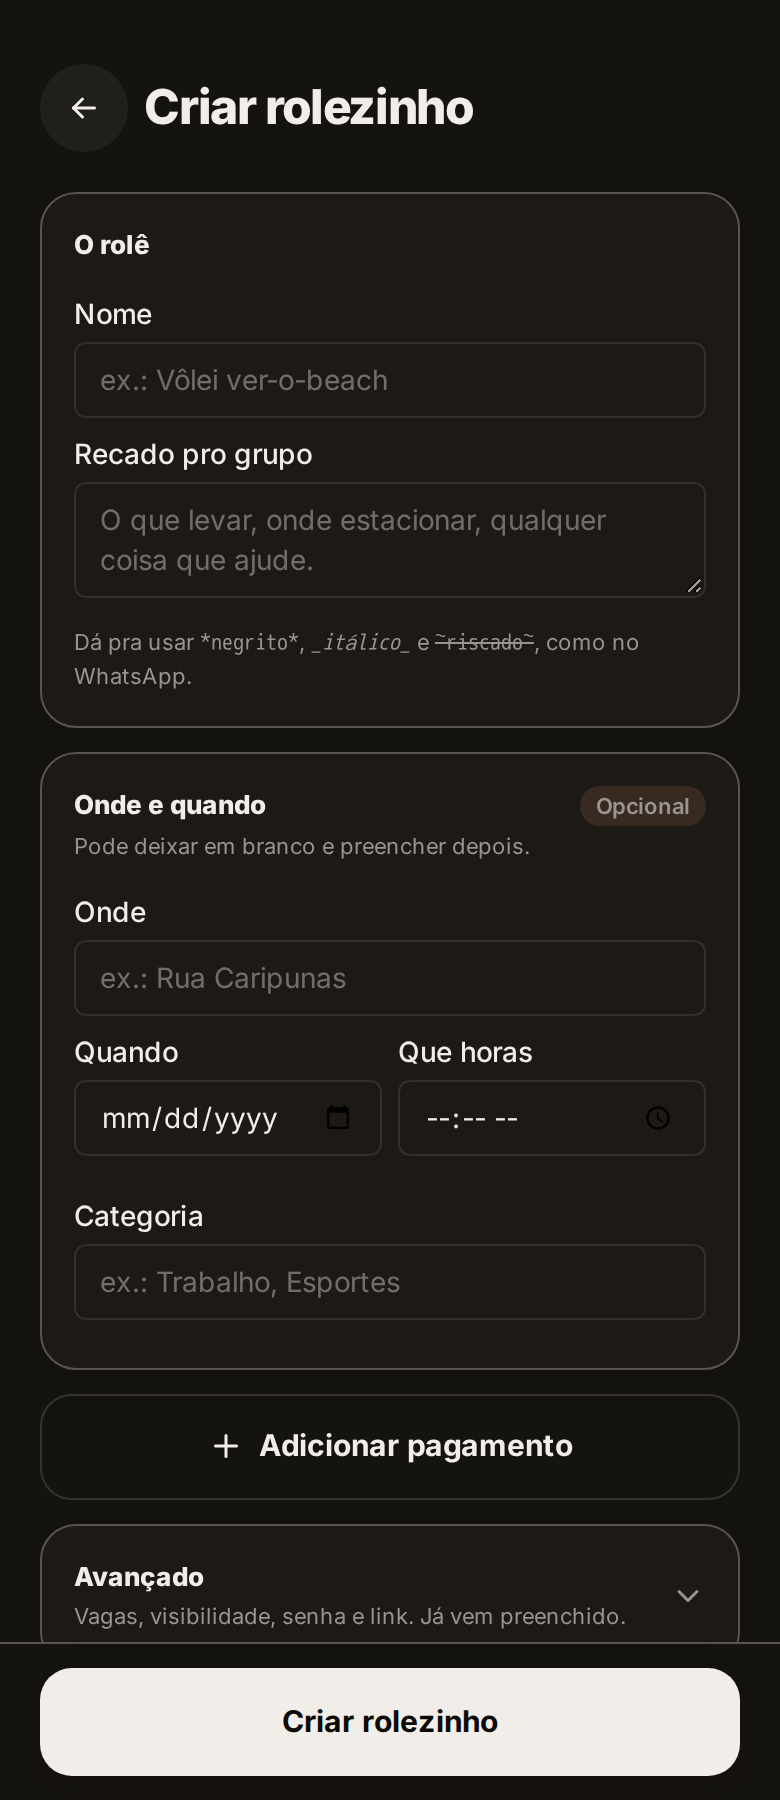 Criar rolezinho
O rolê
Nome
ex.: Vôlei ver-o-beach
Recado pro grupo
O que levar, onde estacionar, qualquer
coisa que ajude.
Dá pra usar *negrito*, _itálico_ e ~riscado~, como no
WhatsApp.
Onde e quando
Opcional
Pode deixar em branco e preencher depois.
Onde
ex.: Rua Caripunas
Quando
Que horas
mm/dd/yyyy
--:-- --
Categoria
ex.: Trabalho, Esportes
Adicionar pagamento
Avançado
Vagas, visibilidade, senha e link. Já vem preenchido.
Criar rolezinho